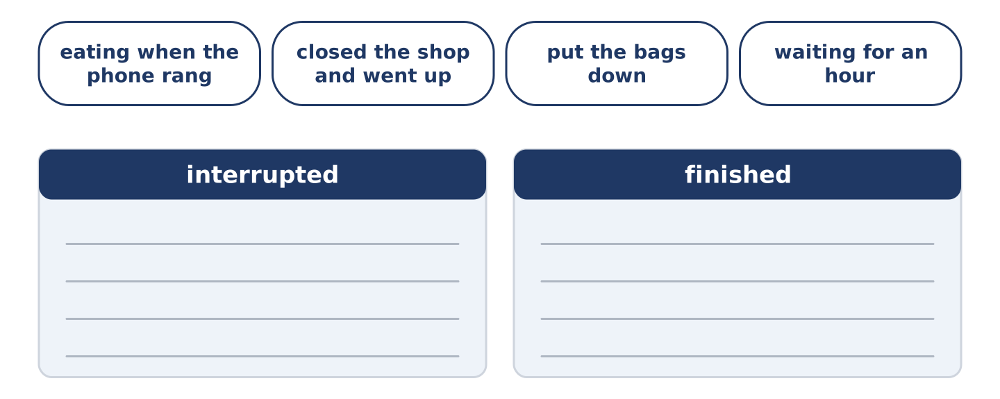 eating when the
phone rang
closed the shop
and went up
put the bags
down
waiting for an
hour
interrupted
finished